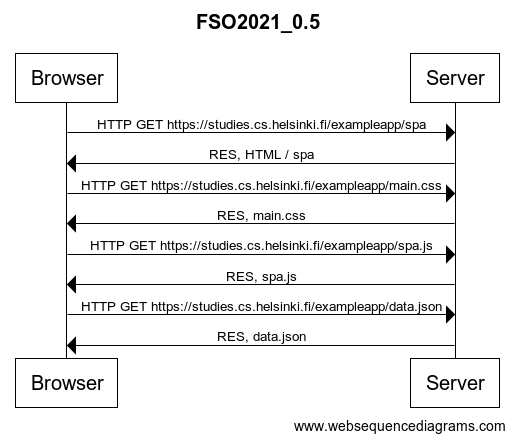 FSO2021_0.5
Browser
Server
HTTP GET https://studies.cs.helsinki.fi/exampleapp/spa
RES, HTML / spa
HTTP GET https://studies.cs.helsinki.fi/exampleapp/main.css
RES, main.css
HTTP GET https://studies.cs.helsinki.fi/exampleapp/spa.js
RES, spa.js
HTTP GET https://studies.cs.helsinki.fi/exampleapp/data.json
RES, data.json
Browser
Server
www.websequencediagrams.com